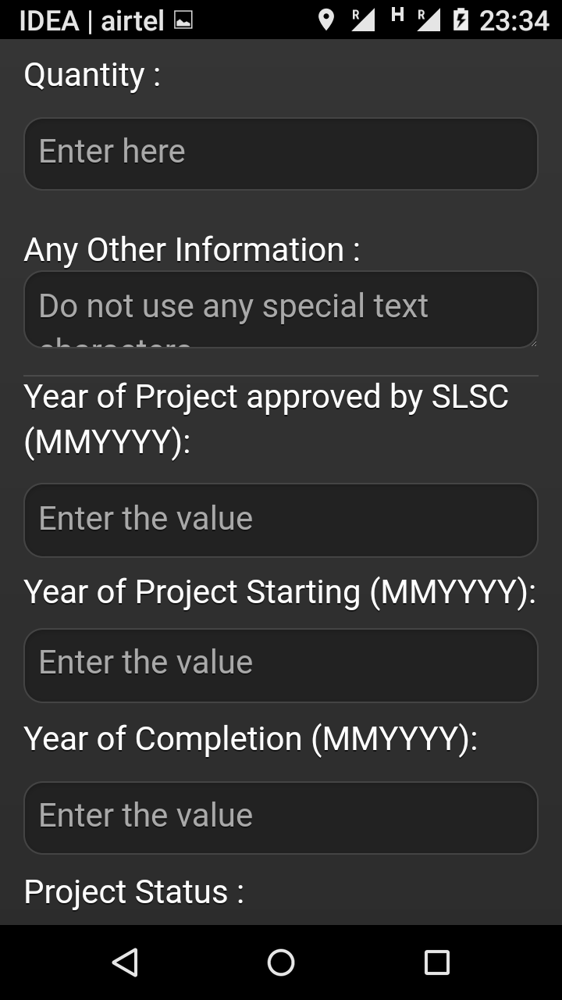 IDEA | airtel R H R 23:34
Quantity :
Enter here
Any Other Information :
Do not use any special text
characters
Year of Project approved by SLSC
(MMYYYY):
Enter the value
Year of Project Starting (MMYYYY):
Enter the value
Year of Completion (MMYYYY):
Enter the value
Project Status :